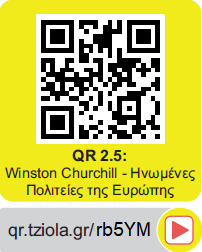 QR 2.5:
Winston Churchill - Ηνωμένες
Πολιτείες της Ευρώπης
qr.tziola.gr/rb5YM